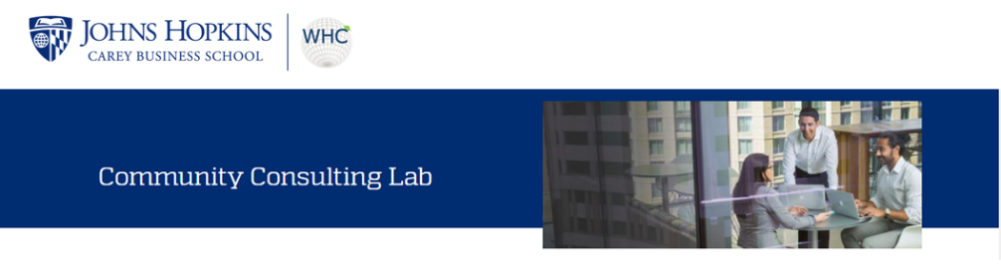 JOHNS HOPKINS
CAREY BUSINESS SCHOOL
WHC
Community Consulting Lab